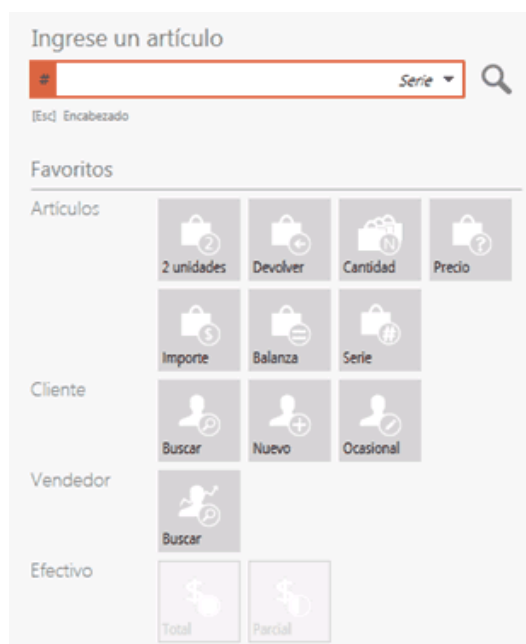 Ingrese un artículo
# Serie
[Esc] Encabezado
Favoritos
Artículos
2 unidades Devolver Cantidad Precio
Importe Balanza Serie
Cliente
Buscar Nuevo Ocasional
Vendedor
Buscar
Efectivo
Total Parcial